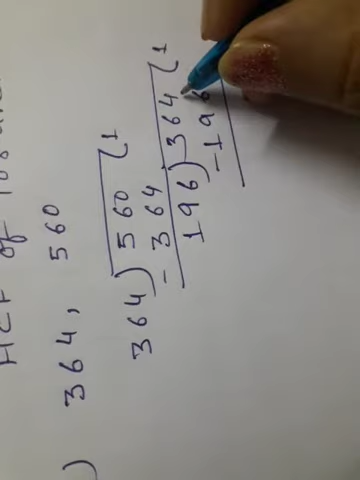 HCF of
) 364, 560
364) 560 (1
- 364
196) 364 (1
- 196